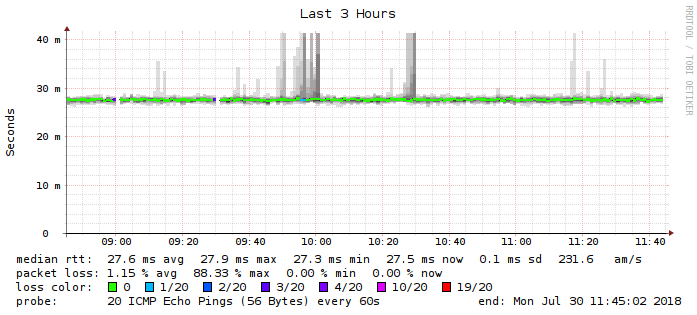 Last 3 Hours
RRDTOOL / TOBI OETIKER
Seconds
40 m
30 m
20 m
10 m
0
09:00 09:20 09:40 10:00 10:20 10:40 11:00 11:20 11:40
median rtt: 27.6 ms avg 27.9 ms max 27.3 ms min 27.5 ms now 0.1 ms sd 231.6 am/s
packet loss: 1.15 % avg 88.33 % max 0.00 % min 0.00 % now
loss color: 0 1/20 2/20 3/20 4/20 10/20 19/20
probe: 20 ICMP Echo Pings (56 Bytes) every 60s end: Mon Jul 30 11:45:02 2018